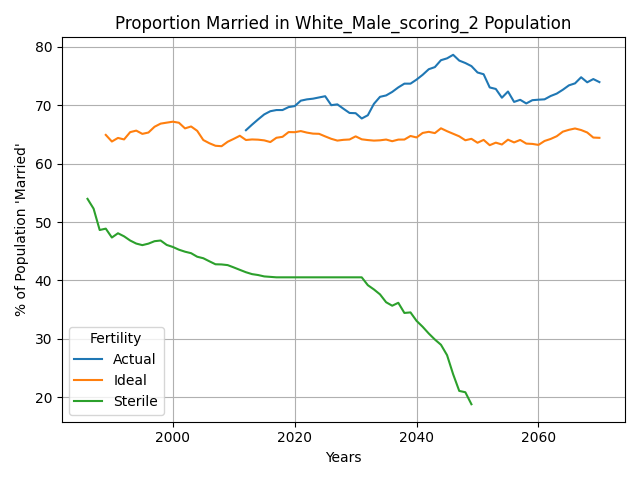 Proportion Married in White_Male_scoring_2 Population
% of Population 'Married'
80
70
60
50
40
30
20
Fertility
Actual
Ideal
Sterile
2000
2020
2040
2060
Years